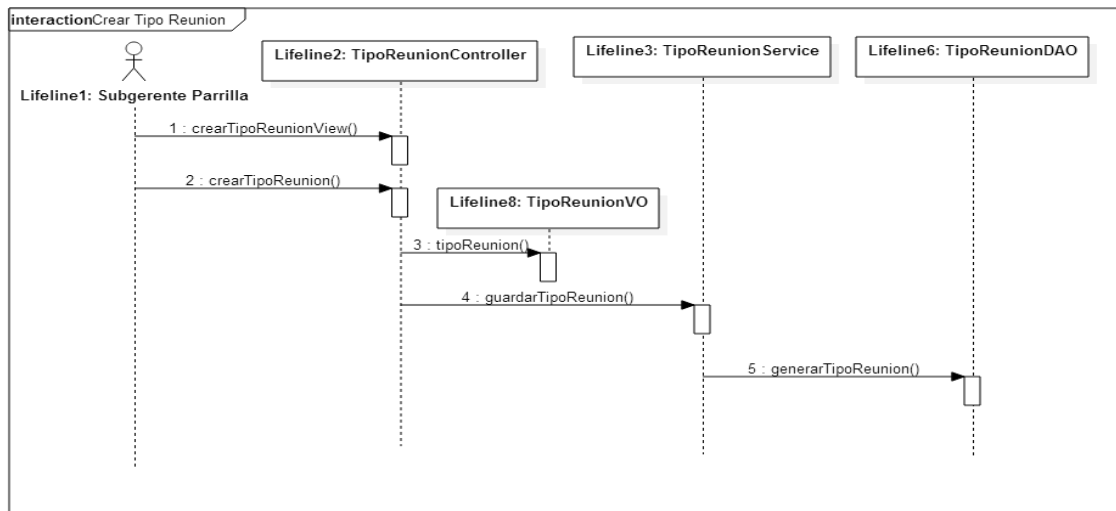 interactionCrear Tipo Reunion
Lifeline1: Subgerente Parrilla
Lifeline2: TipoReunionController
Lifeline3: TipoReunionService
Lifeline6: TipoReunionDAO
1 : crearTipoReunionView()
2 : crearTipoReunion()
Lifeline8: TipoReunionVO
3 : tipoReunion()
4 : guardarTipoReunion()
5 : generarTipoReunion()